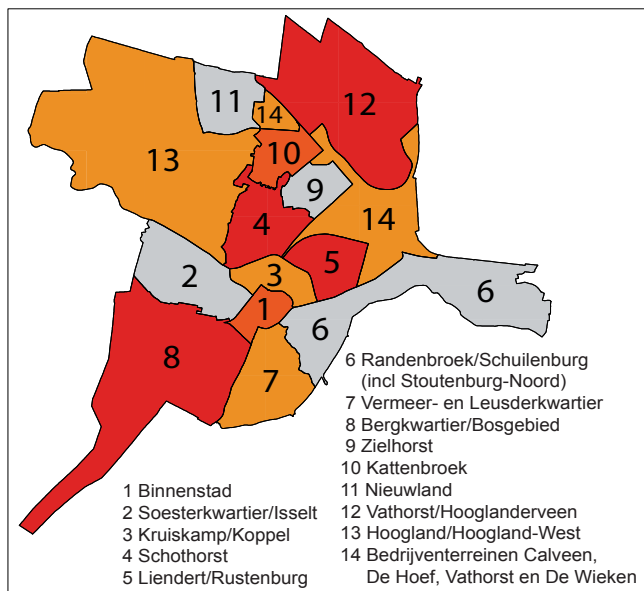 11
14
12
13
10
9
4
14
5
2
3
6
1
6
8
7
1 Binnenstad
2 Soesterkwartier/Isselt
3 Kruiskamp/Koppel
4 Schothorst
5 Liendert/Rustenburg
6 Randenbroek/Schuilenburg
(incl Stoutenburg-Noord)
7 Vermeer- en Leusderkwartier
8 Bergkwartier/Bosgebied
9 Zielhorst
10 Kattenbroek
11 Nieuwland
12 Vathorst/Hooglanderveen
13 Hoogland/Hoogland-West
14 Bedrijventerreinen Calveen,
De Hoef, Vathorst en De Wieken